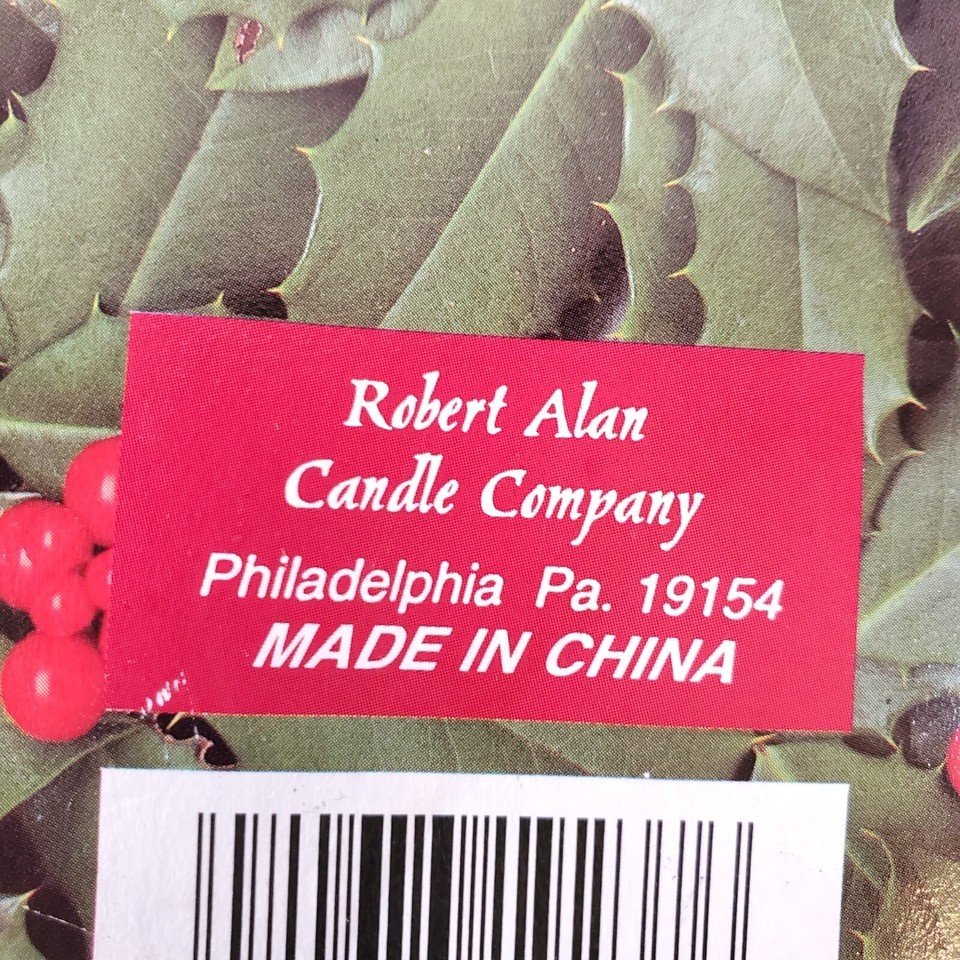 Robert Alan
Candle Company
Philadelphia Pa. 19154
MADE IN CHINA